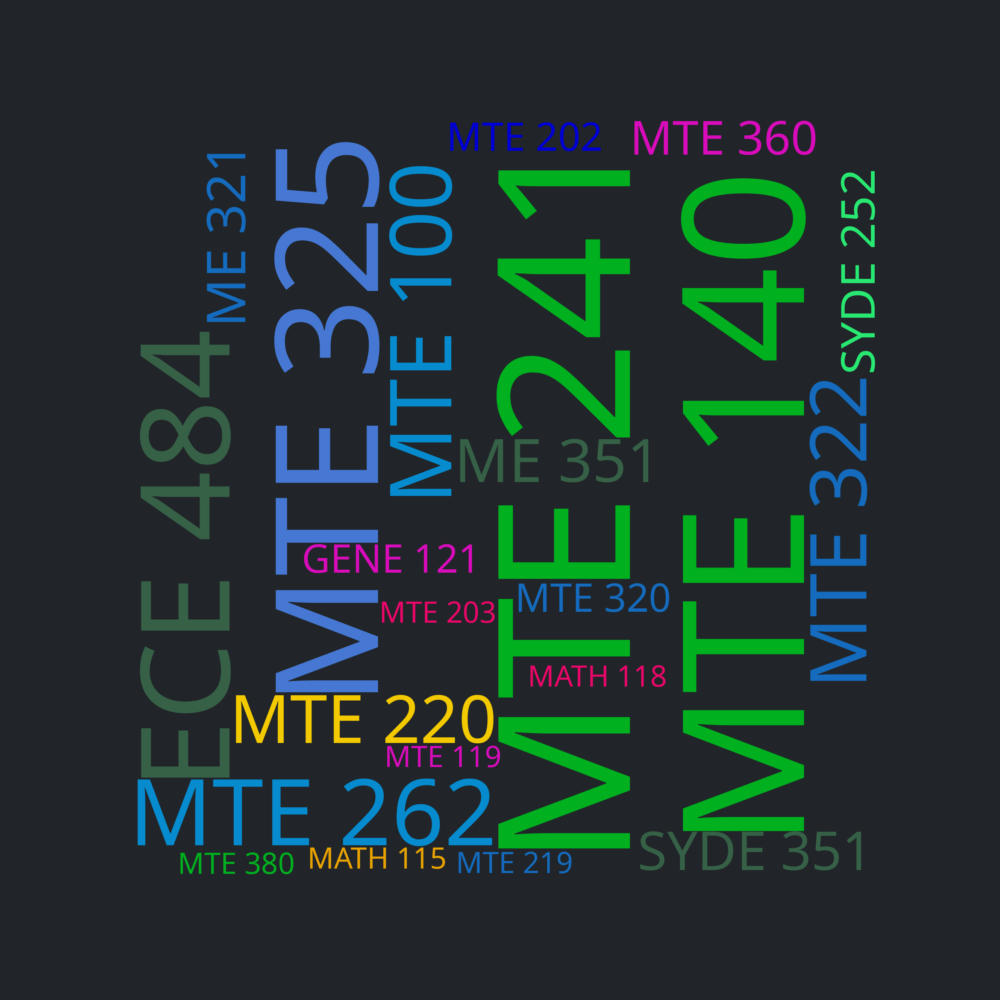 MTE 202
MTE 360
ME 321
MTE 325
MTE 100
MTE 241
MTE 140
SYDE 252
ECE 484
ME 351
MTE 322
GENE 121
MTE 320
MTE 203
MATH 118
MTE 220
MTE 119
MTE 262
SYDE 351
MTE 380
MATH 115
MTE 219